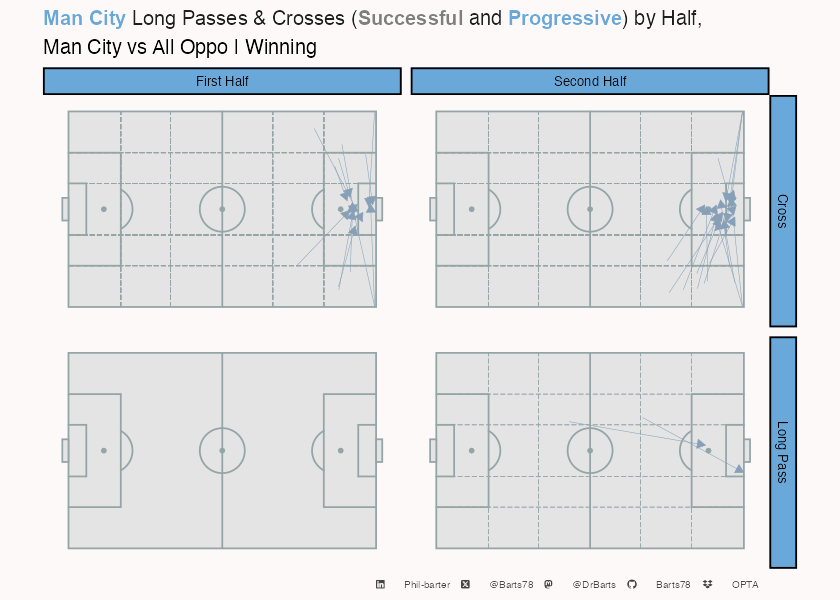 Man City Long Passes & Crosses (Successful and Progressive) by Half,
Man City vs All Oppo I Winning
First Half
Second Half
Cross
Long Pass
Phil-barter @Barts78 @DrBarts Barts78 OPTA